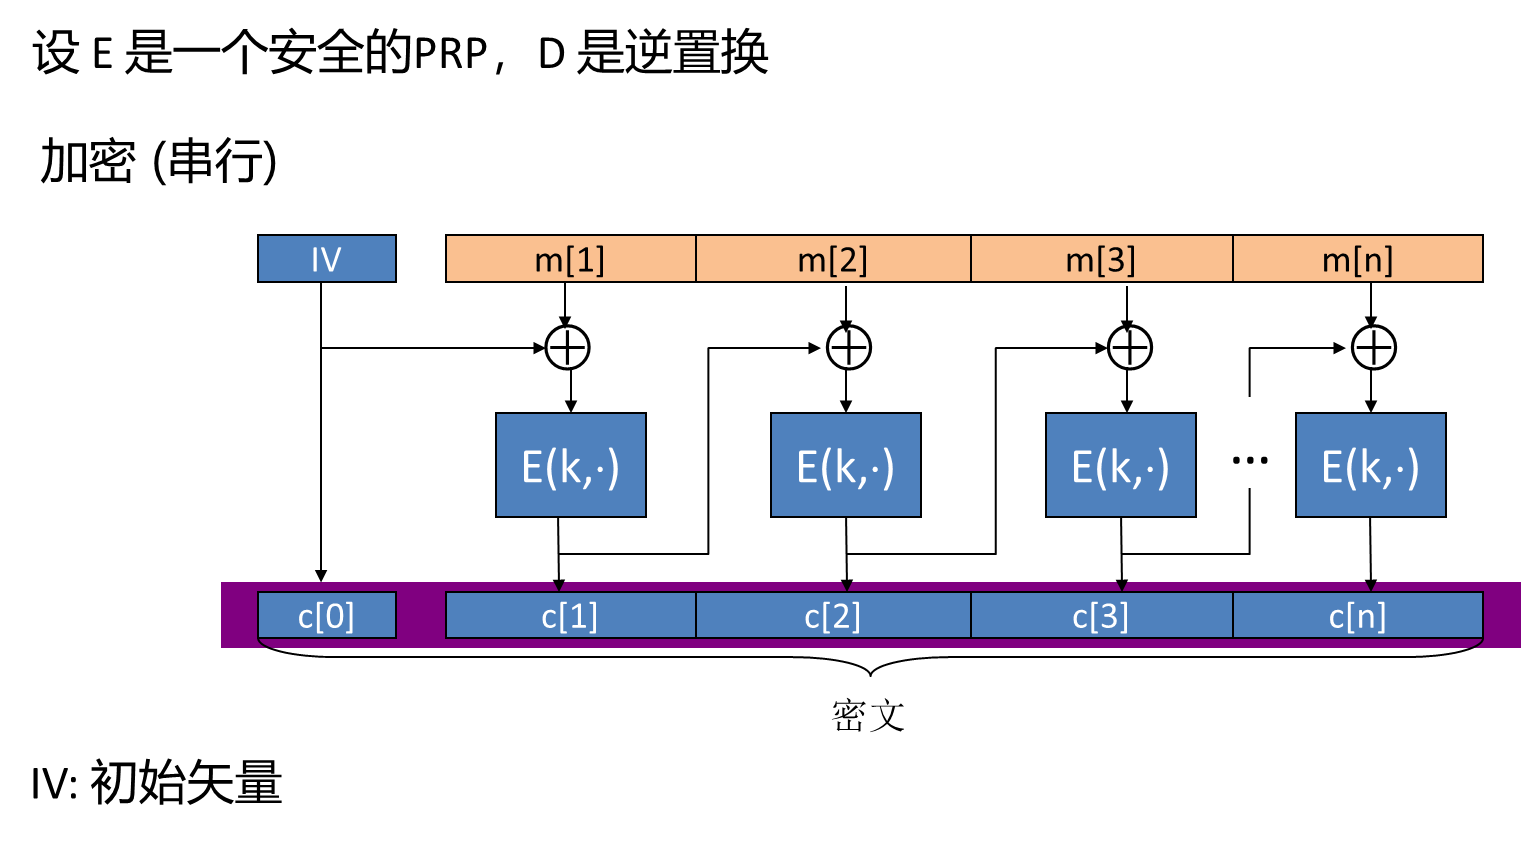 设 E 是一个安全的PRP，D 是逆置换
加密 (串行)
IV m[1] m[2] m[3] m[n]
E(k,·) E(k,·) E(k,·) ... E(k,·)
c[0] c[1] c[2] c[3] c[n]
密文
IV: 初始矢量